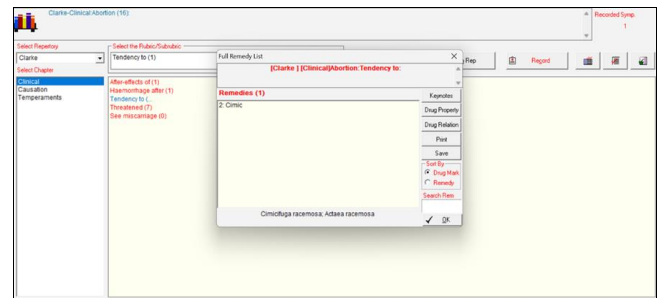 Clarke-Clinical Abortion (16)
Recorded Symp.
1
Select Repertory
Clarke
Select Chapter
Clinical
Causation
Temperaments
Select the Rubric/Subrubric
Tendency to (1)
After-effects of (1)
Haemorrhage after (1)
Tendency to (..
Threatened (7)
See miscarriage (0)
Rep
Record
Full Remedy List
[Clarke ] [Clinical]Abortion:Tendency to:
Remedies (1)
2: Cimic
Keynotes
Drug Property
Drug Relation
Print
Save
Sort By
Drug Mark
Remedy
Search Rem
OK
Cimicifuga racemosa; Actaea racemosa